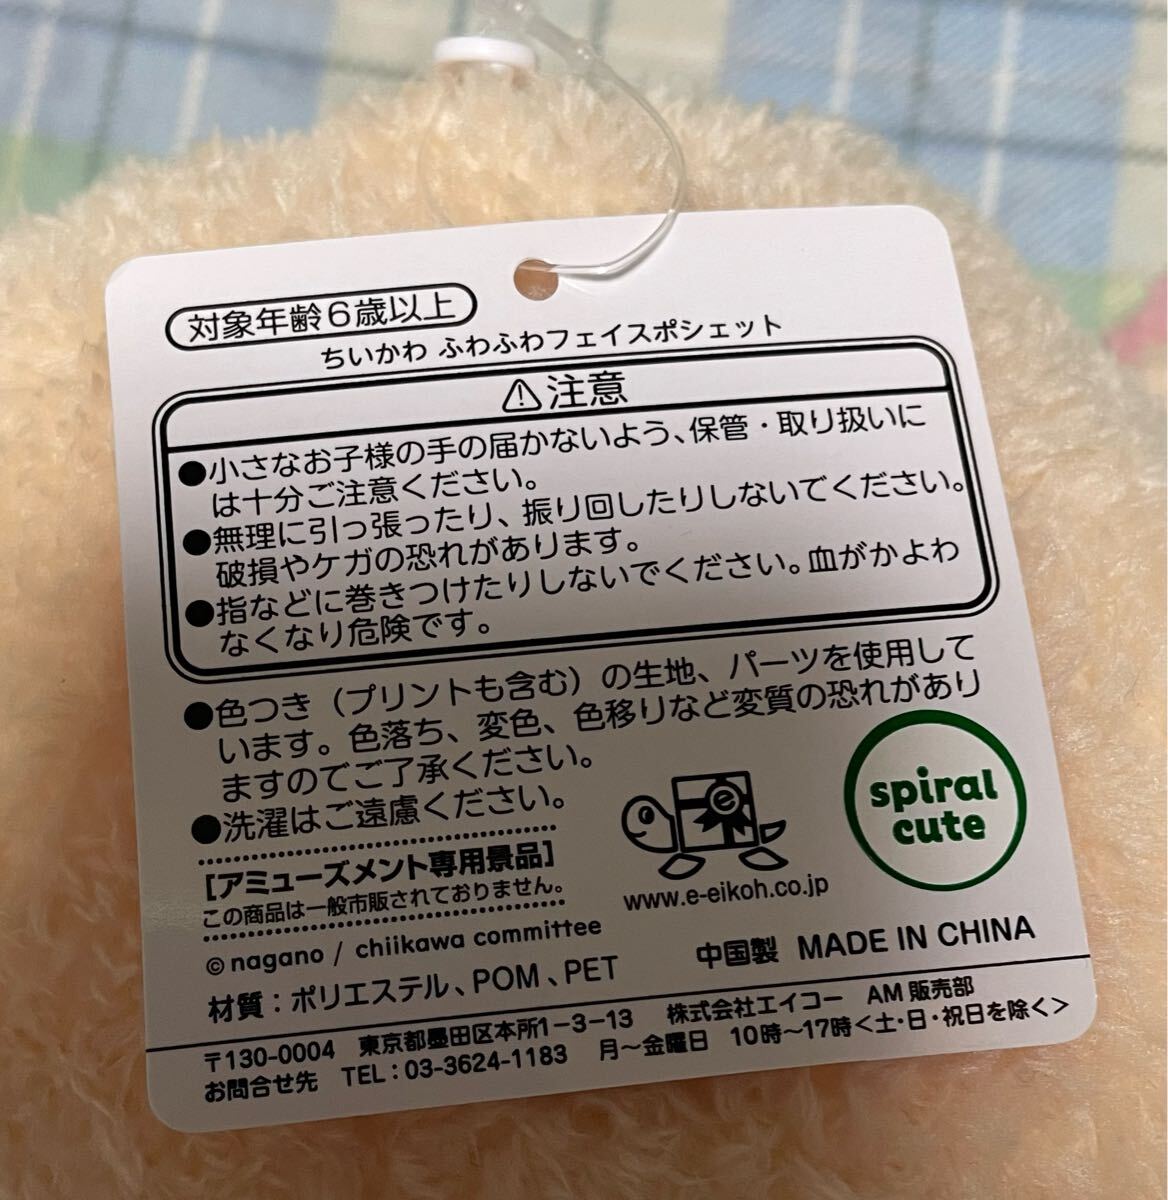 対象年齢6歳以上
ちいかわ ふわふわフェイスポシェット
⚠注意
●小さなお子様の手の届かないよう、保管・取り扱いに
は十分ご注意ください。
●無理に引っ張ったり、振り回したりしないでください。
破損やケガの恐れがあります。
●指などに巻きつけたりしないでください。血がかよわ
なくなり危険です。
●色つき（プリントも含む）の生地、パーツを使用して
います。色落ち、変色、色移りなど変質の恐れがあり
ますのでご了承ください。
●洗濯はご遠慮ください。
[アミューズメント専用景品]
この商品は一般市販されておりません。
e
www.e-eikoh.co.jp
spiral
cute
©nagano / chiikawa committee
中国製 MADE IN CHINA
材質：ポリエステル、POM、PET
〒130-0004 東京都墨田区本所1-3-13 株式会社エイコー AM販売部
お問合せ先 TEL：03-3624-1183 月～金曜日 10時～17時＜土・日・祝日を除く＞